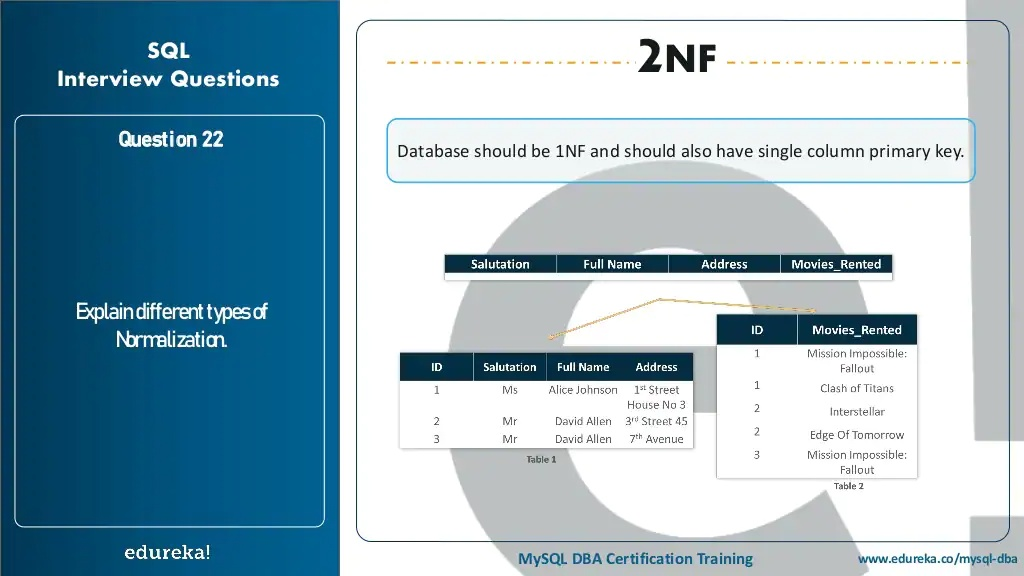 SQL
Interview Questions
Question 22
Explain different types of
Normalization.
edureka!
2NF
Database should be 1NF and should also have single column primary key.
Salutation Full Name Address Movies_Rented
ID Salutation Full Name Address
1 Ms Alice Johnson 1st Street
House No 3
2 Mr David Allen 3rd Street 45
3 Mr David Allen 7th Avenue
Table 1
ID Movies_Rented
1 Mission Impossible:
Fallout
1 Clash of Titans
2 Interstellar
2 Edge Of Tomorrow
3 Mission Impossible:
Fallout
Table 2
MySQL DBA Certification Training
www.edureka.co/mysql-dba